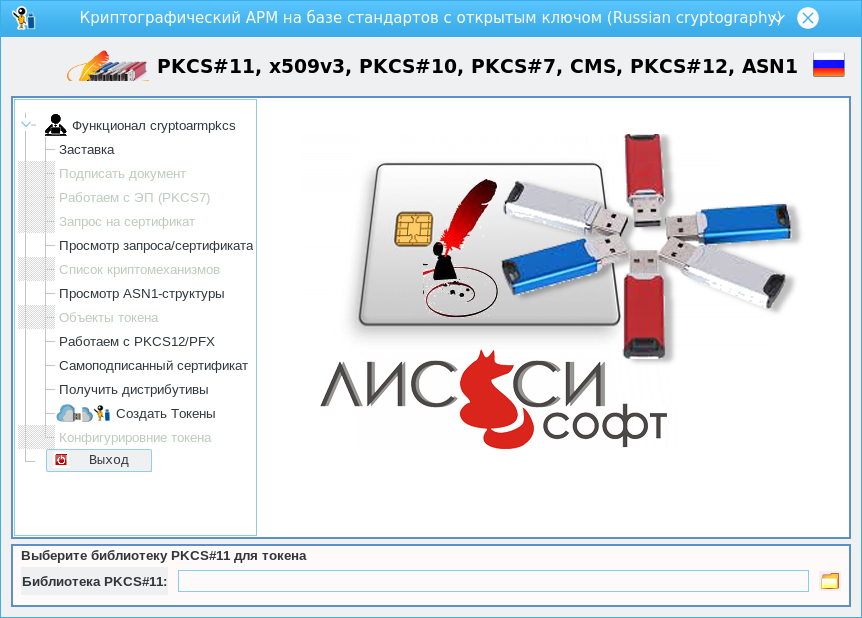 Криптографический АРМ на базе стандартов с открытым ключом (Russian cryptography)
PKCS#11, x509v3, PKCS#10, PKCS#7, CMS, PKCS#12, ASN1
Функционал cryptoarmpkcs
Заставка
Подписать документ
Работаем с ЭП (PKCS7)
Запрос на сертификат
Просмотр запроса/сертификата
Список криптомеханизмов
Просмотр ASN1-структуры
Объекты токена
Работаем с PKCS12/PFX
Самоподписанный сертификат
Получить дистрибутивы
Создать Токены
Конфигурировние токена
Выход
ЛИССИ
софт
Выберите библиотеку PKCS#11 для токена
Библиотека PKCS#11: